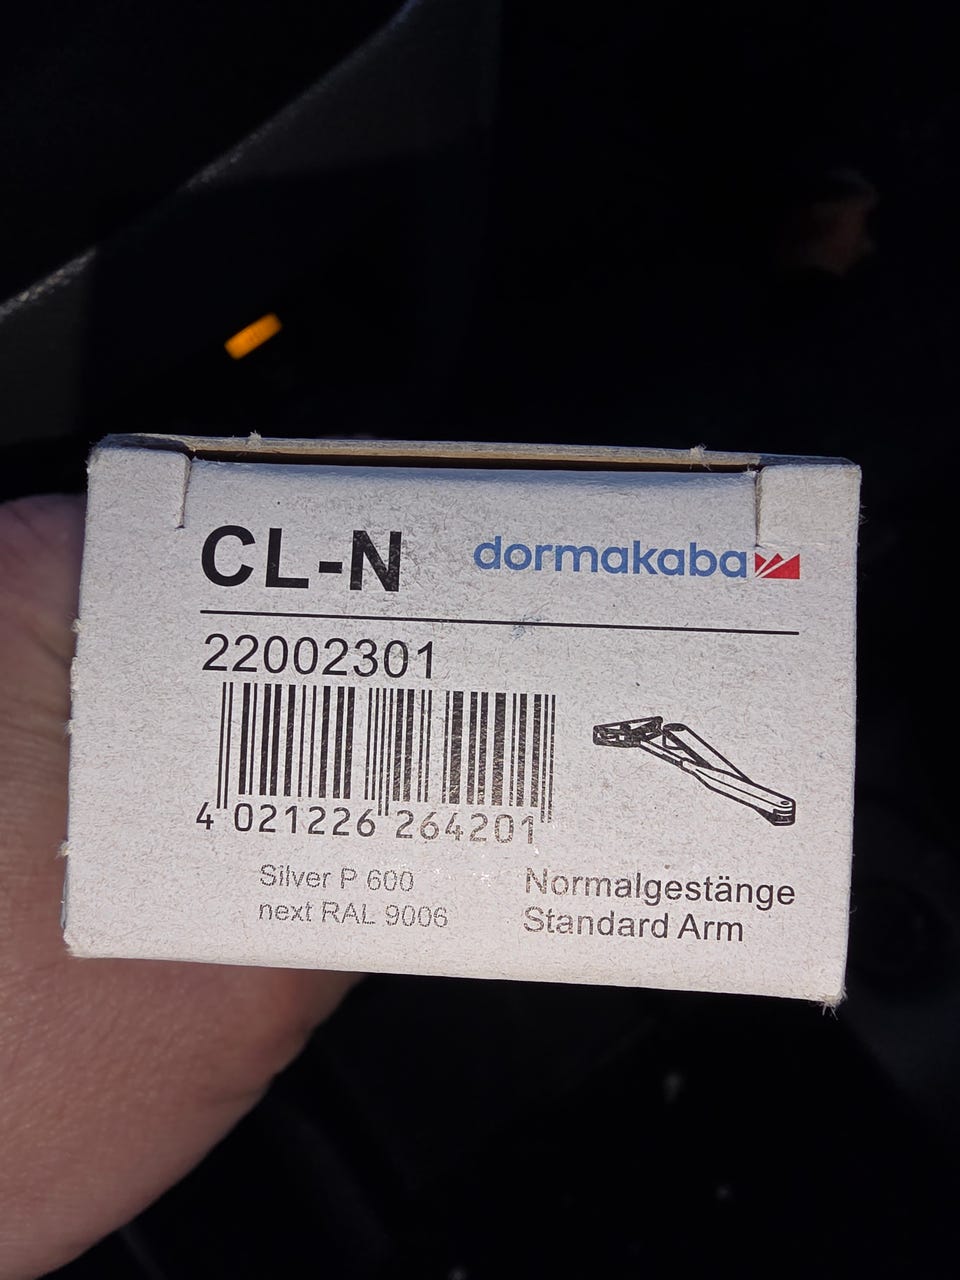 CL-N
dormakaba
22002301
4 021226 264201
Silver P 600
next RAL 9006
Normalgestänge
Standard Arm